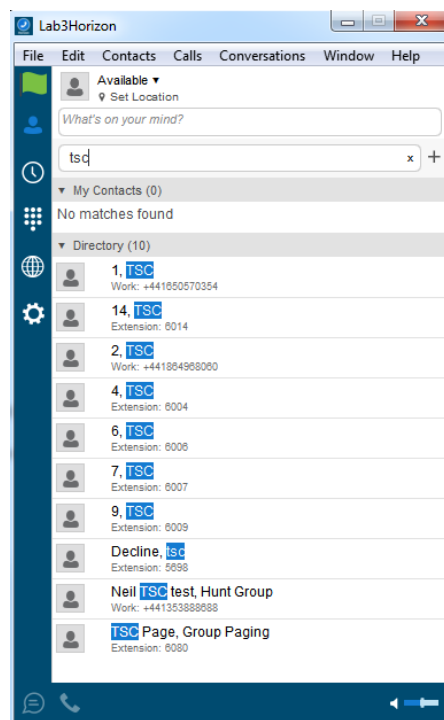 Lab3Horizon
File Edit Contacts Calls Conversations Window Help
Available ▾
Set Location
What's on your mind?
tsc x +
▾ My Contacts (0)
No matches found
▾ Directory (10)
1, TSC
Work: +441650570354
14, TSC
Extension: 6014
2, TSC
Work: +441864968060
4, TSC
Extension: 6004
6, TSC
Extension: 6006
7, TSC
Extension: 6007
9, TSC
Extension: 6009
Decline, tsc
Extension: 5698
Neil TSC test, Hunt Group
Work: +441353888688
TSC Page, Group Paging
Extension: 6080